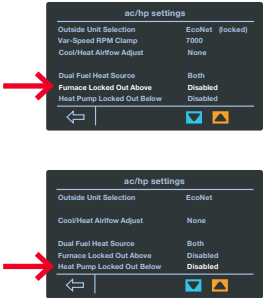 ac/hp settings
Outside Unit Selection EcoNet (locked)
Var-Speed RPM Clamp 7000
Cool/Heat Airflow Adjust None
Dual Fuel Heat Source Both
Furnace Locked Out Above Disabled
Heat Pump Locked Out Below Disabled
ac/hp settings
Outside Unit Selection EcoNet
Cool/Heat Airflow Adjust None
Dual Fuel Heat Source Both
Furnace Locked Out Above Disabled
Heat Pump Locked Out Below Disabled